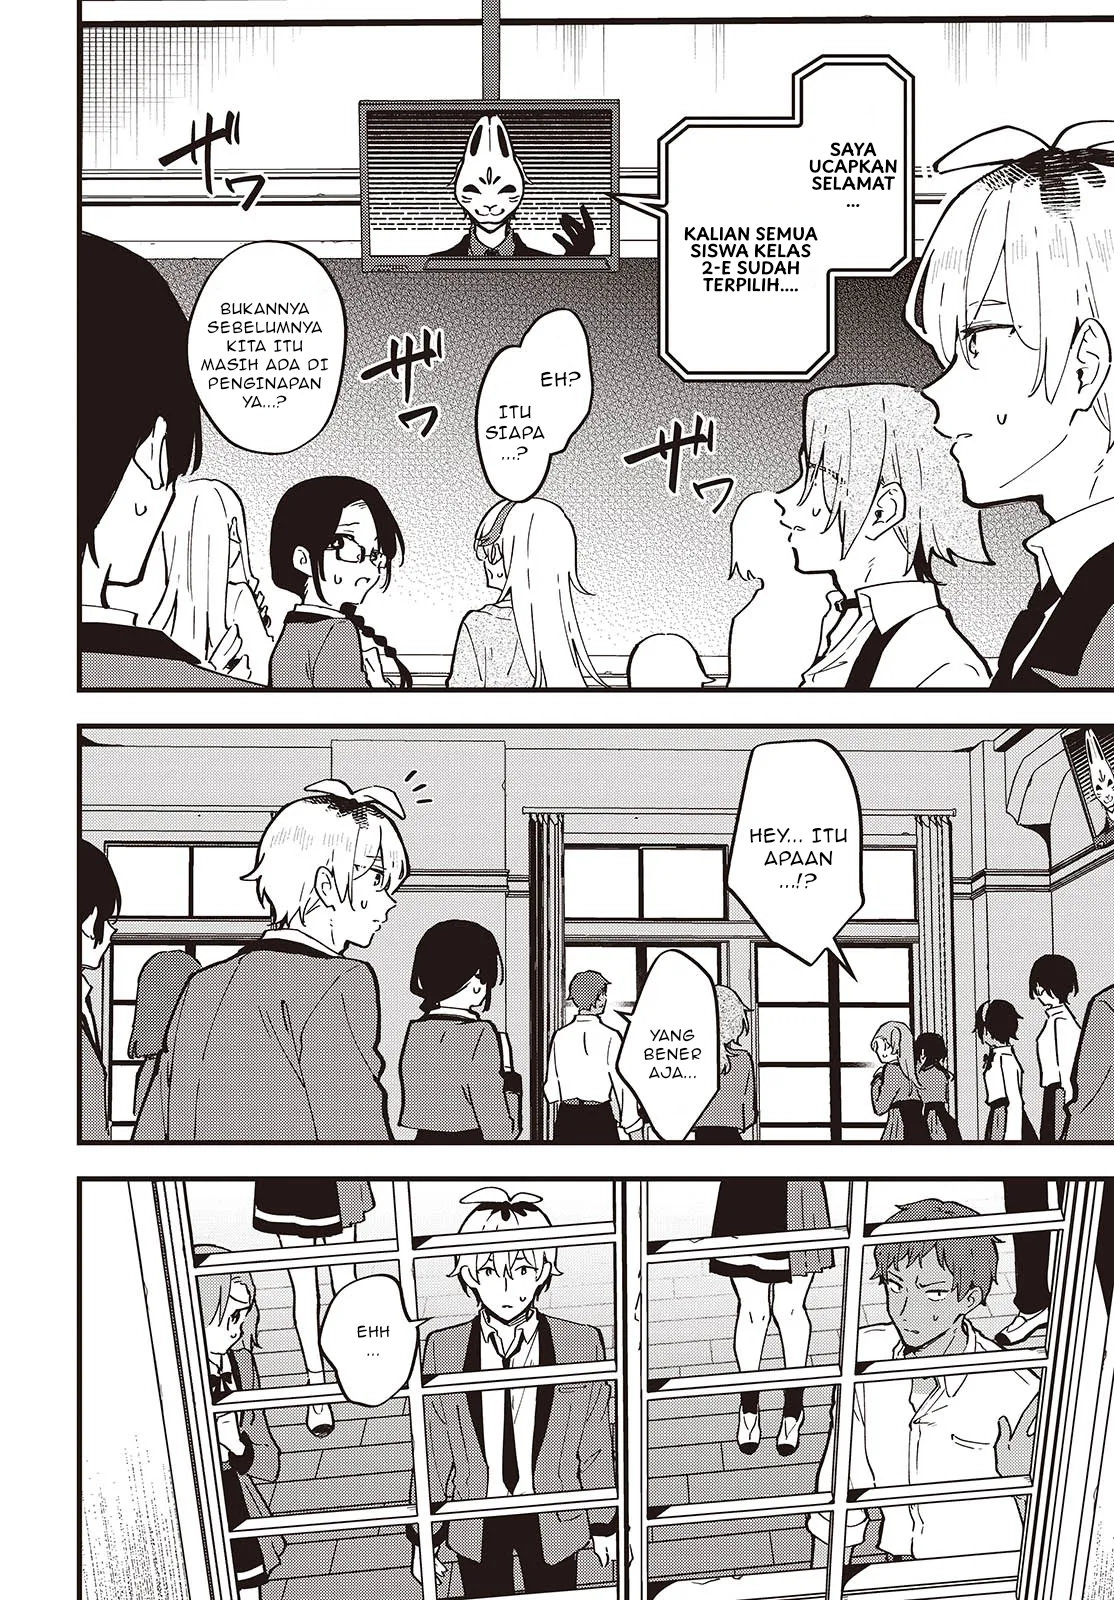 SAYA
UCAPKAN
SELAMAT
...
KALIAN SEMUA
SISWA KELAS
2-E SUDAH
TERPILIH....
ザワ
EH?
ITU
SIAPA
...?
ザワ
BUKANNYA
SEBELUMNYA
KITA ITU
MASIH ADA DI
PENGINAPAN
YA...?
ザワ
HEY... ITU
APAAN
...!?
YANG
BENER
AJA...
EHH
...